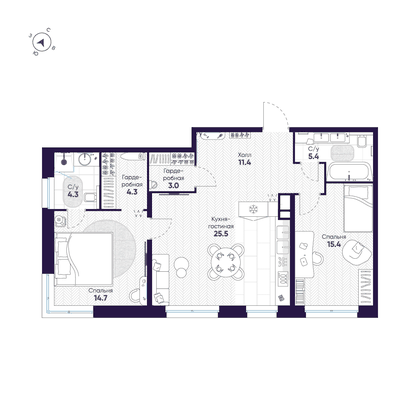 С
Ю
Холл
11.4
С/у
5.4
Гарде-
робная
4.3
Гарде-
робная
3.0
С/у
4.3
Кухня-
гостиная
25.5
Спальня
15.4
Спальня
14.7